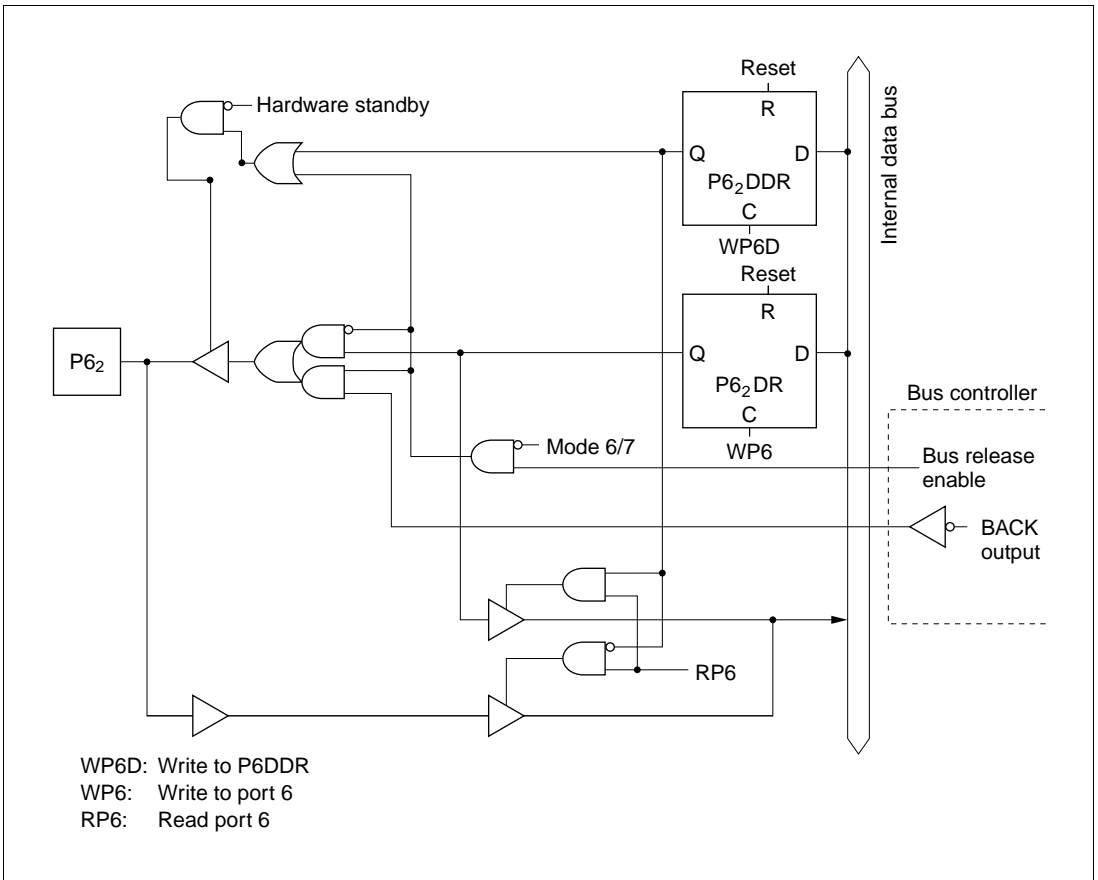 Reset
Hardware standby
R
Q
D
P6₂DDR
C
WP6D
Internal data bus
Reset
R
P6₂
Q
D
P6₂DR
C
WP6
Bus controller
Mode 6/7
Bus release
enable
BACK
output
RP6
WP6D: Write to P6DDR
WP6: Write to port 6
RP6: Read port 6